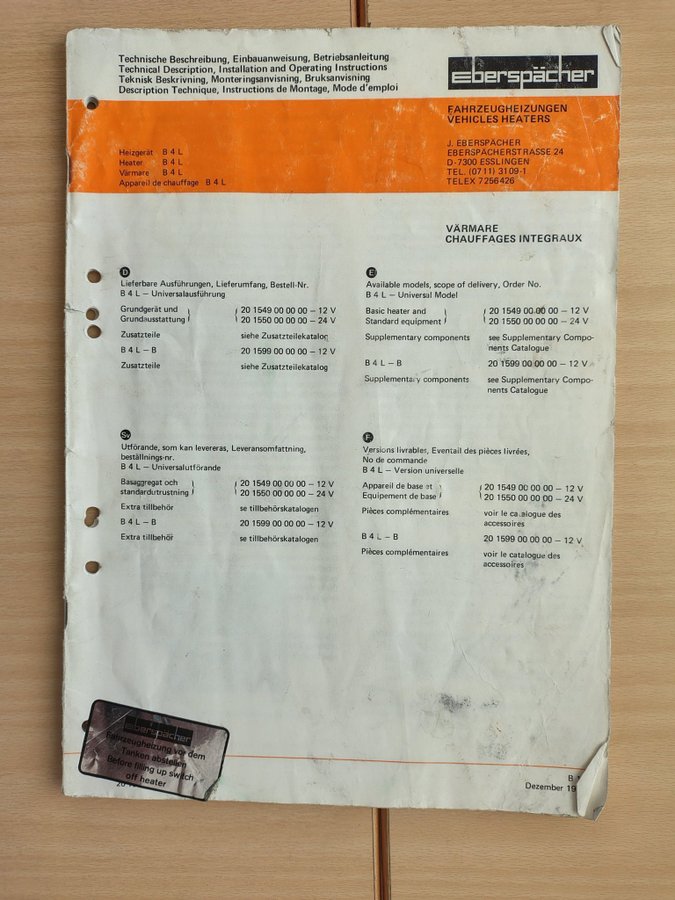 Technische Beschreibung, Einbauanweisung, Betriebsanleitung
Technical Description, Installation and Operating Instructions
Teknisk Beskrivning, Monteringsanvisning, Bruksanvisning
Description Technique, Instructions de Montage, Mode d'emploi
Eberspächer
FAHRZEUGHEIZUNGEN
VEHICLES HEATERS
Heizgerät B 4 L
Heater B 4 L
Värmare B 4 L
Appareil de chauffage B 4 L
J. EBERSPÄCHER
EBERSPÄCHERSTRASSE 24
D-7300 ESSLINGEN
TEL. (0711) 3109-1
TELEX 7256426
VÄRMARE
CHAUFFAGES INTEGRAUX
D
Lieferbare Ausführungen, Lieferumfang, Bestell-Nr.
B 4 L – Universalausführung
Grundgerät und 20 1549 00 00 00 – 12 V
Grundausstattung 20 1550 00 00 00 – 24 V
Zusatzteile siehe Zusatzteilekatalog
B 4 L – B 20 1599 00 00 00 – 12 V
Zusatzteile siehe Zusatzteilekatalog
E
Available models, scope of delivery, Order No.
B 4 L – Universal Model
Basic heater and 20 1549 00 00 00 – 12 V
Standard equipment 20 1550 00 00 00 – 24 V
Supplementary components see Supplementary Compo-
nents Catalogue
B 4 L – B 20 1599 00 00 00 – 12 V
Supplementary components see Supplementary Compo-
nents Catalogue
Sv
Utförande, som kan levereras, Leveransomfattning,
beställnings-nr.
B 4 L – Universalutförande
Basaggregat och 20 1549 00 00 00 – 12 V
standardutrustning 20 1550 00 00 00 – 24 V
Extra tillbehör se tillbehörskatalogen
B 4 L – B 20 1599 00 00 00 – 12 V
Extra tillbehör se tillbehörskatalogen
F
Versions livrables, Eventail des pièces livrées,
No de commande
B 4 L – Version universelle
Appareil de base et 20 1549 00 00 00 – 12 V
Equipement de base 20 1550 00 00 00 – 24 V
Pièces complémentaires voir le catalogue des
accessoires
B 4 L – B 20 1599 00 00 00 – 12 V
Pièces complémentaires voir le catalogue des
accessoires
Eberspächer
Fahrzeugheizung vor dem
Tanken abstellen
Before filling up switch
off heater
B
Dezember 19